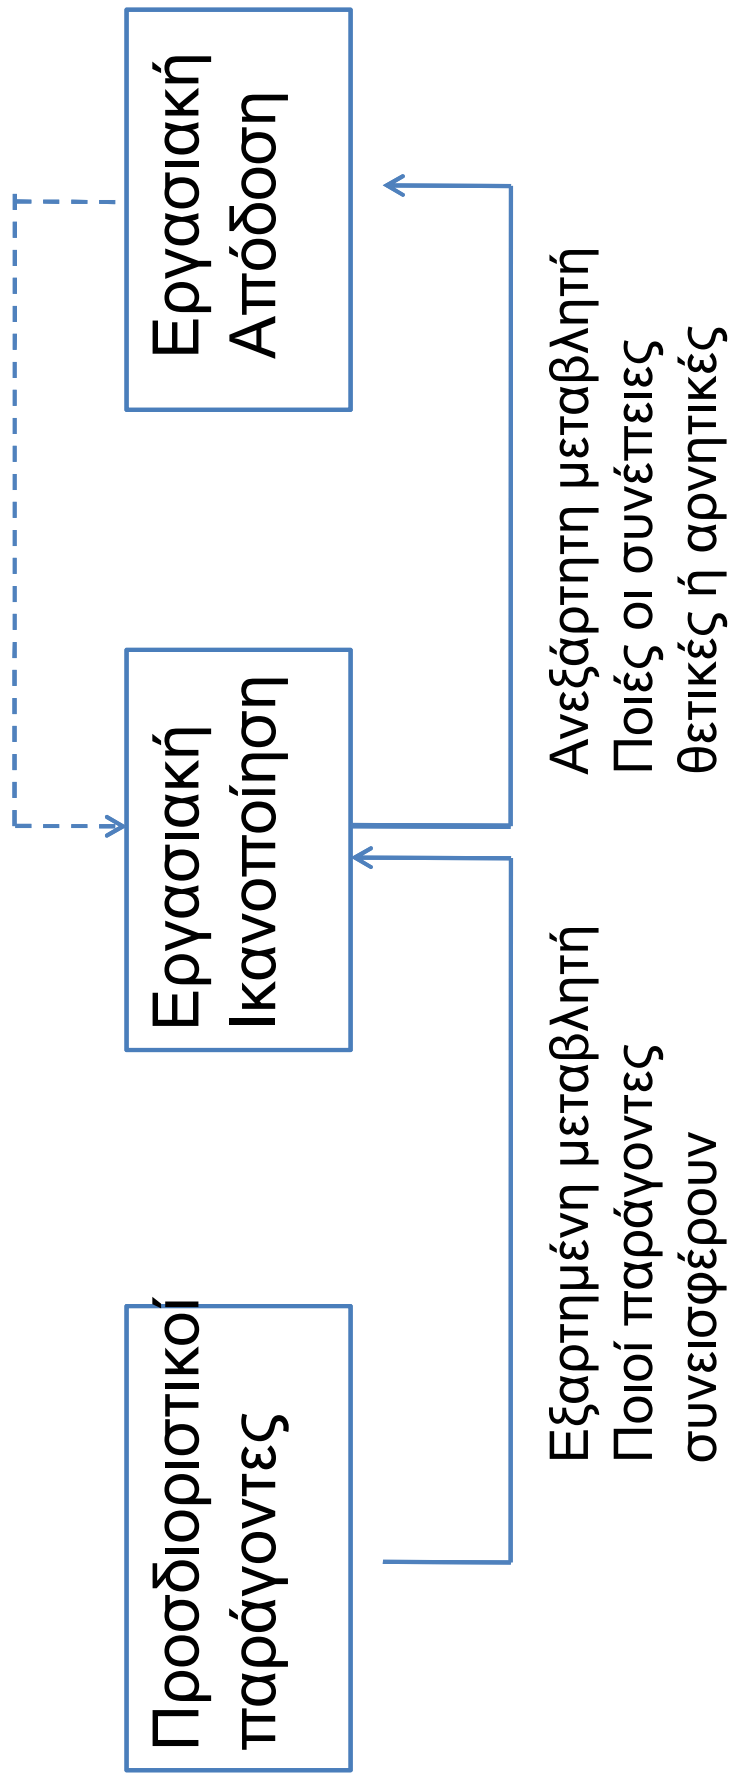 Προσδιοριστικοί
παράγοντες
Εργασιακή
Ικανοποίηση
Εργασιακή
Απόδοση
Εξαρτημένη μεταβλητή
Ποιοί παράγοντες
συνεισφέρουν
Ανεξάρτητη μεταβλητή
Ποιές οι συνέπειες
θετικές ή αρνητικές